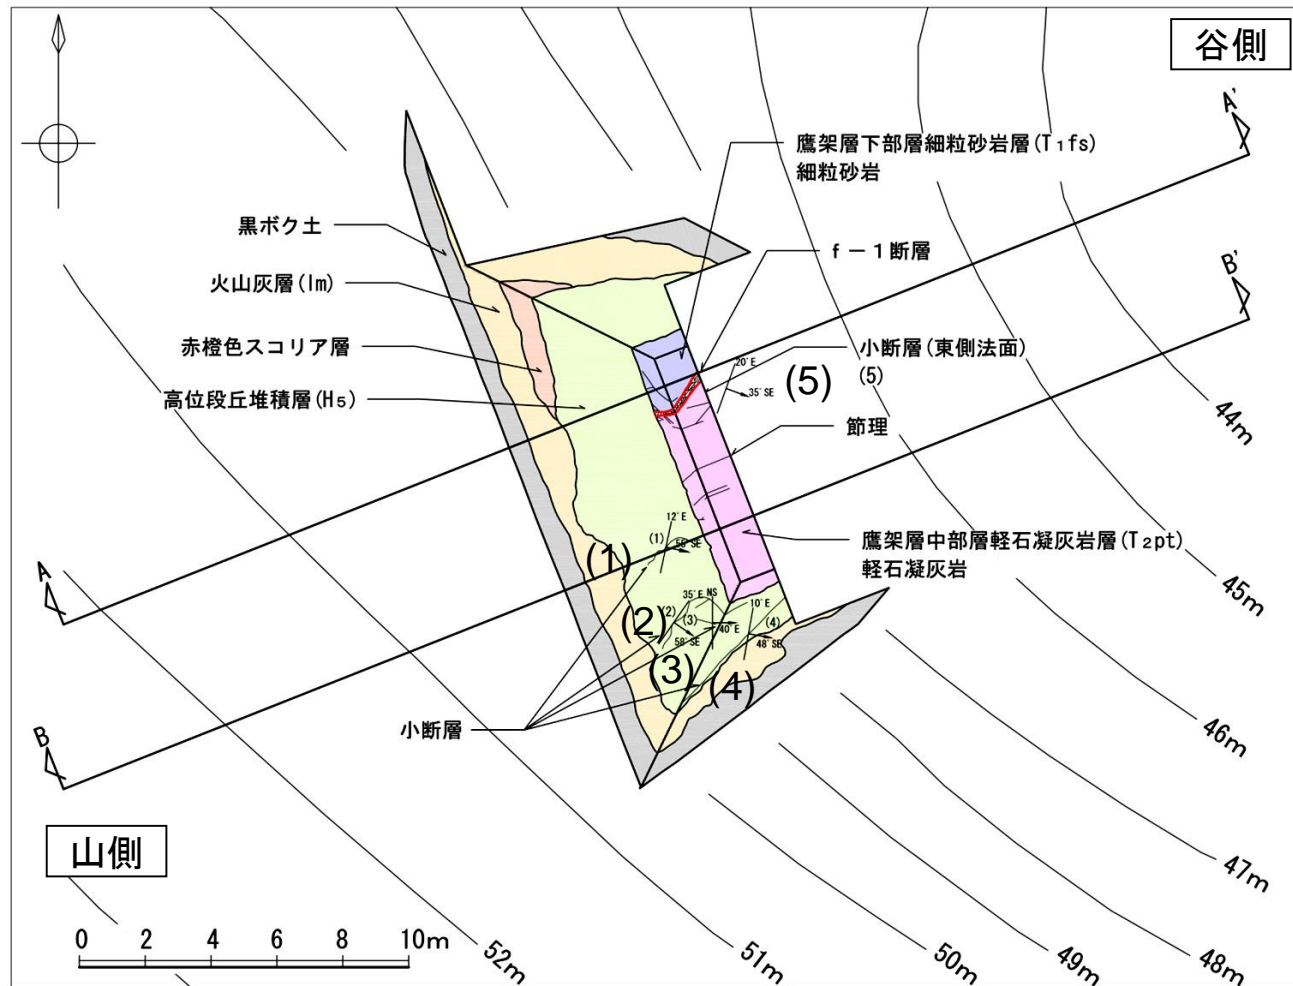 谷側
A'
鷹架層下部層細粒砂岩層(T₁fs)
細粒砂岩
黒ボク土
f－1断層
B'
火山灰層(lm)
小断層(東側法面)
(5)
20°E
(5)
35°SE
赤橙色スコリア層
高位段丘堆積層(H₅)
44m
節理
12°E
(1)
56°SE
鷹架層中部層軽石凝灰岩層(T₂pt)
軽石凝灰岩
(1)
A
45m
35°E
NS
10°E
(2)
(2)
(3)
(4)
58°SE
40°E
48°SE
(3)
(4)
小断層
46m
B
山側
47m
0 2 4 6 8 10m
52m
51m
50m
49m
48m